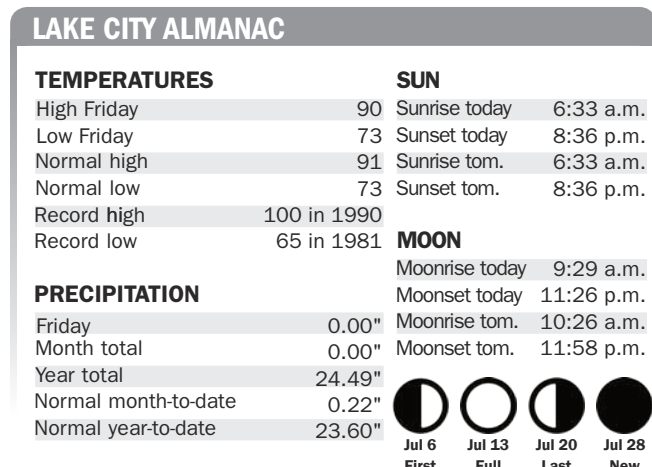 LAKE CITY ALMANAC
TEMPERATURES
High Friday 90
Low Friday 73
Normal high 91
Normal low 73
Record high 100 in 1990
Record low 65 in 1981
PRECIPITATION
Friday 0.00"
Month total 0.00"
Year total 24.49"
Normal month-to-date 0.22"
Normal year-to-date 23.60"
SUN
Sunrise today 6:33 a.m.
Sunset today 8:36 p.m.
Sunrise tom. 6:33 a.m.
Sunset tom. 8:36 p.m.
MOON
Moonrise today 9:29 a.m.
Moonset today 11:26 p.m.
Moonrise tom. 10:26 a.m.
Moonset tom. 11:58 p.m.
Jul 6 Jul 13 Jul 20 Jul 28
First Full Last New